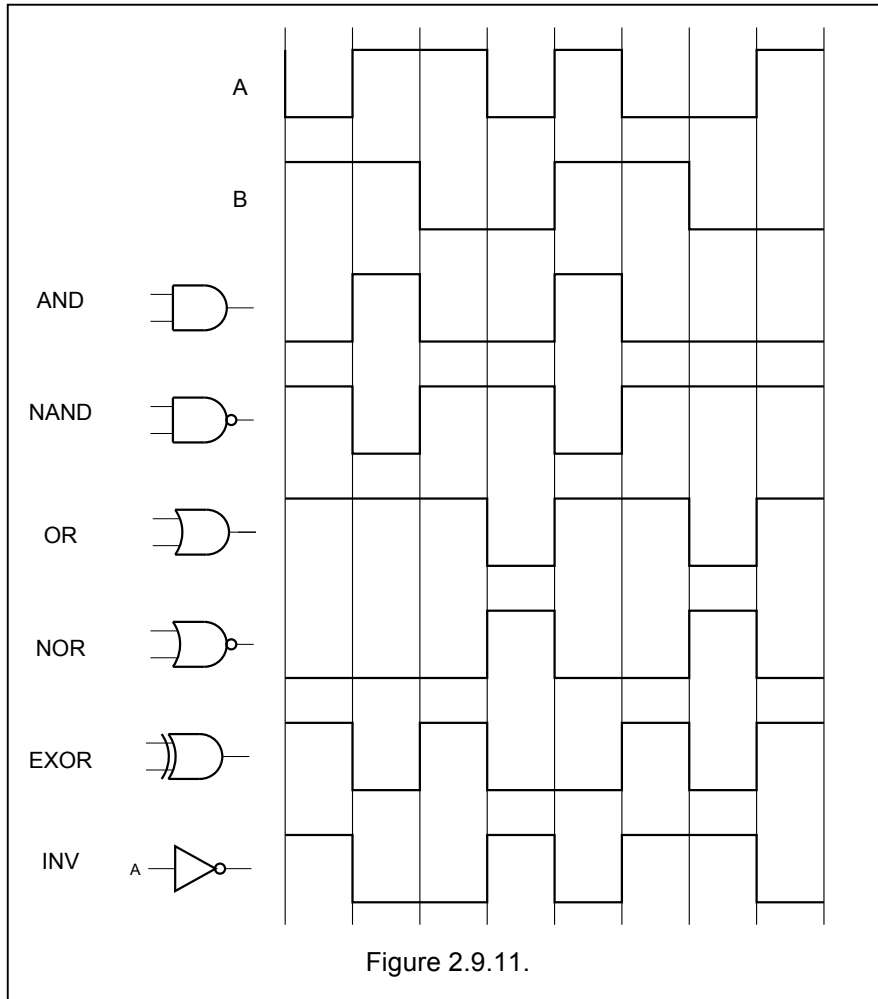 A
B
AND
NAND
OR
NOR
EXOR
INV
A
Figure 2.9.11.